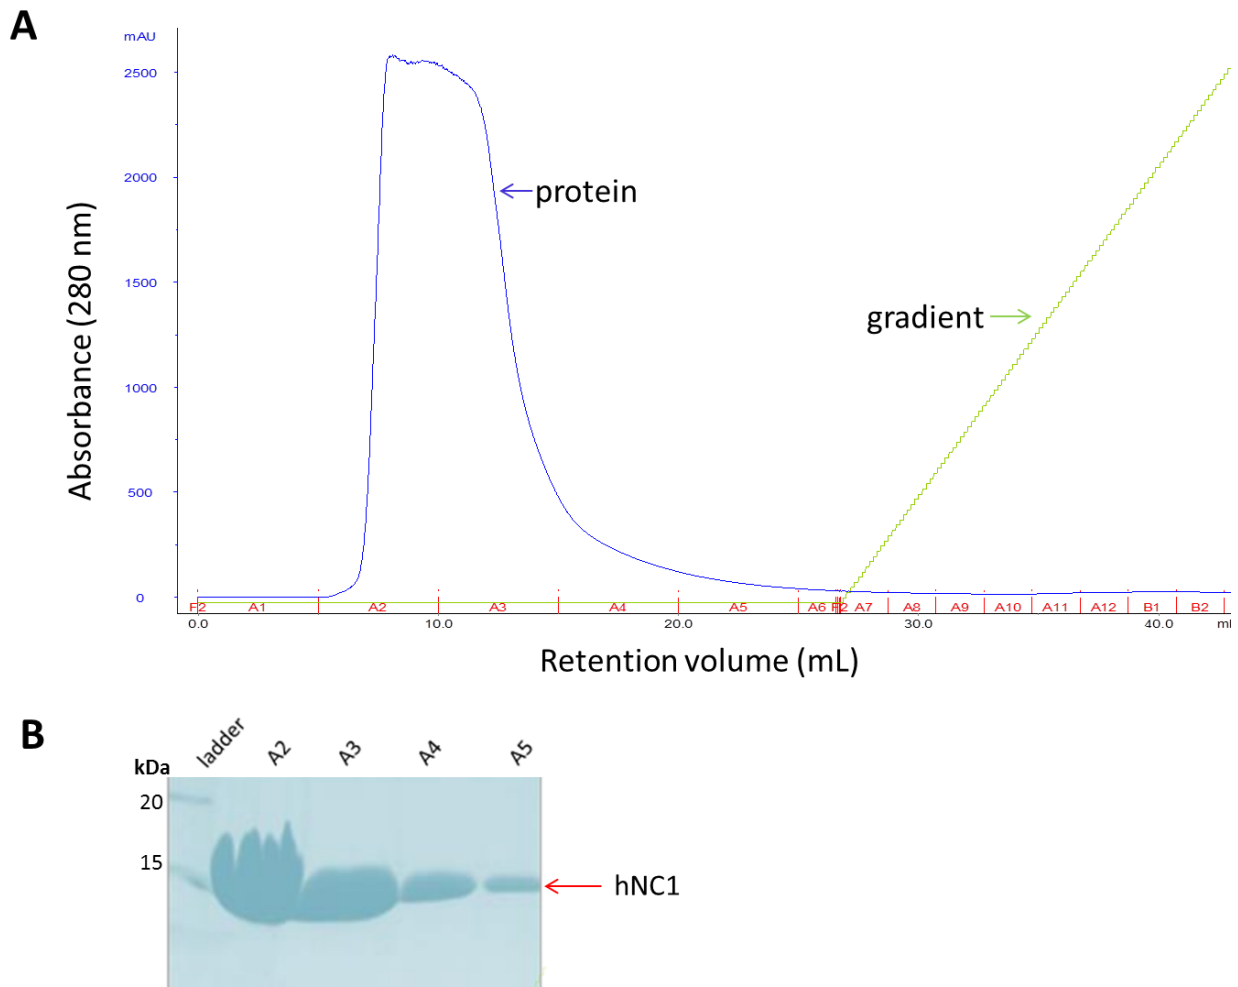 A
mAU
2500
2000
1500
1000
500
0
Absorbance (280 nm)
protein
gradient
F2 A1 A2 A3 A4 A5 A6 F2 A7 A8 A9 A10 A11 A12 B1 B2
0.0 10.0 20.0 30.0 40.0 ml
Retention volume (mL)
B
kDa ladder A2 A3 A4 A5
20
15
hNC1